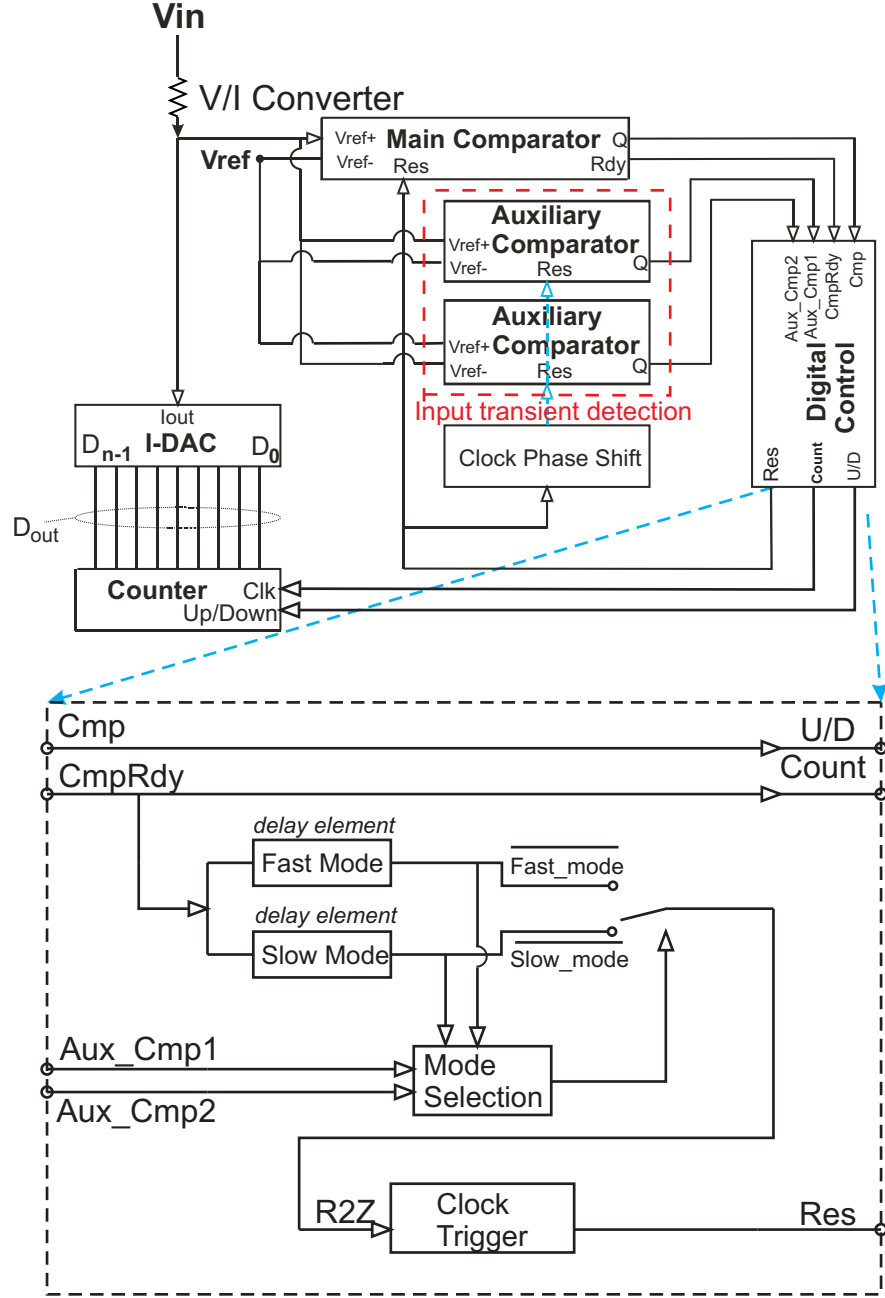 Vin
V/I Converter
Vref+
Main Comparator
Q
Vref
Vref-
Res
Rdy
Auxiliary
Comparator
Vref+
Vref-
Res
Q
Auxiliary
Comparator
Vref+
Vref-
Res
Q
Input transient detection
Clock Phase Shift
Aux_Cmp2
Aux_Cmp1
CmpRdy
Cmp
Digital
Control
Res
Count
U/D
Iout
Dn-1 I-DAC D0
Dout
Counter
Clk
Up/Down
Cmp
U/D
CmpRdy
Count
delay element
Fast Mode
Fast_mode
delay element
Slow Mode
Slow_mode
Aux_Cmp1
Aux_Cmp2
Mode
Selection
R2Z
Clock
Trigger
Res